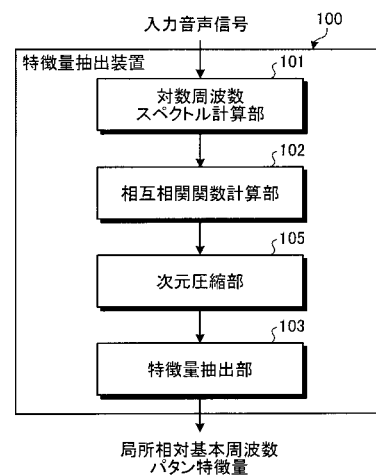 入力音声信号
100
特徴量抽出装置
101
対数周波数
スペクトル計算部
102
相互相関関数計算部
105
次元圧縮部
103
特徴量抽出部
局所相対基本周波数
パタン特徴量